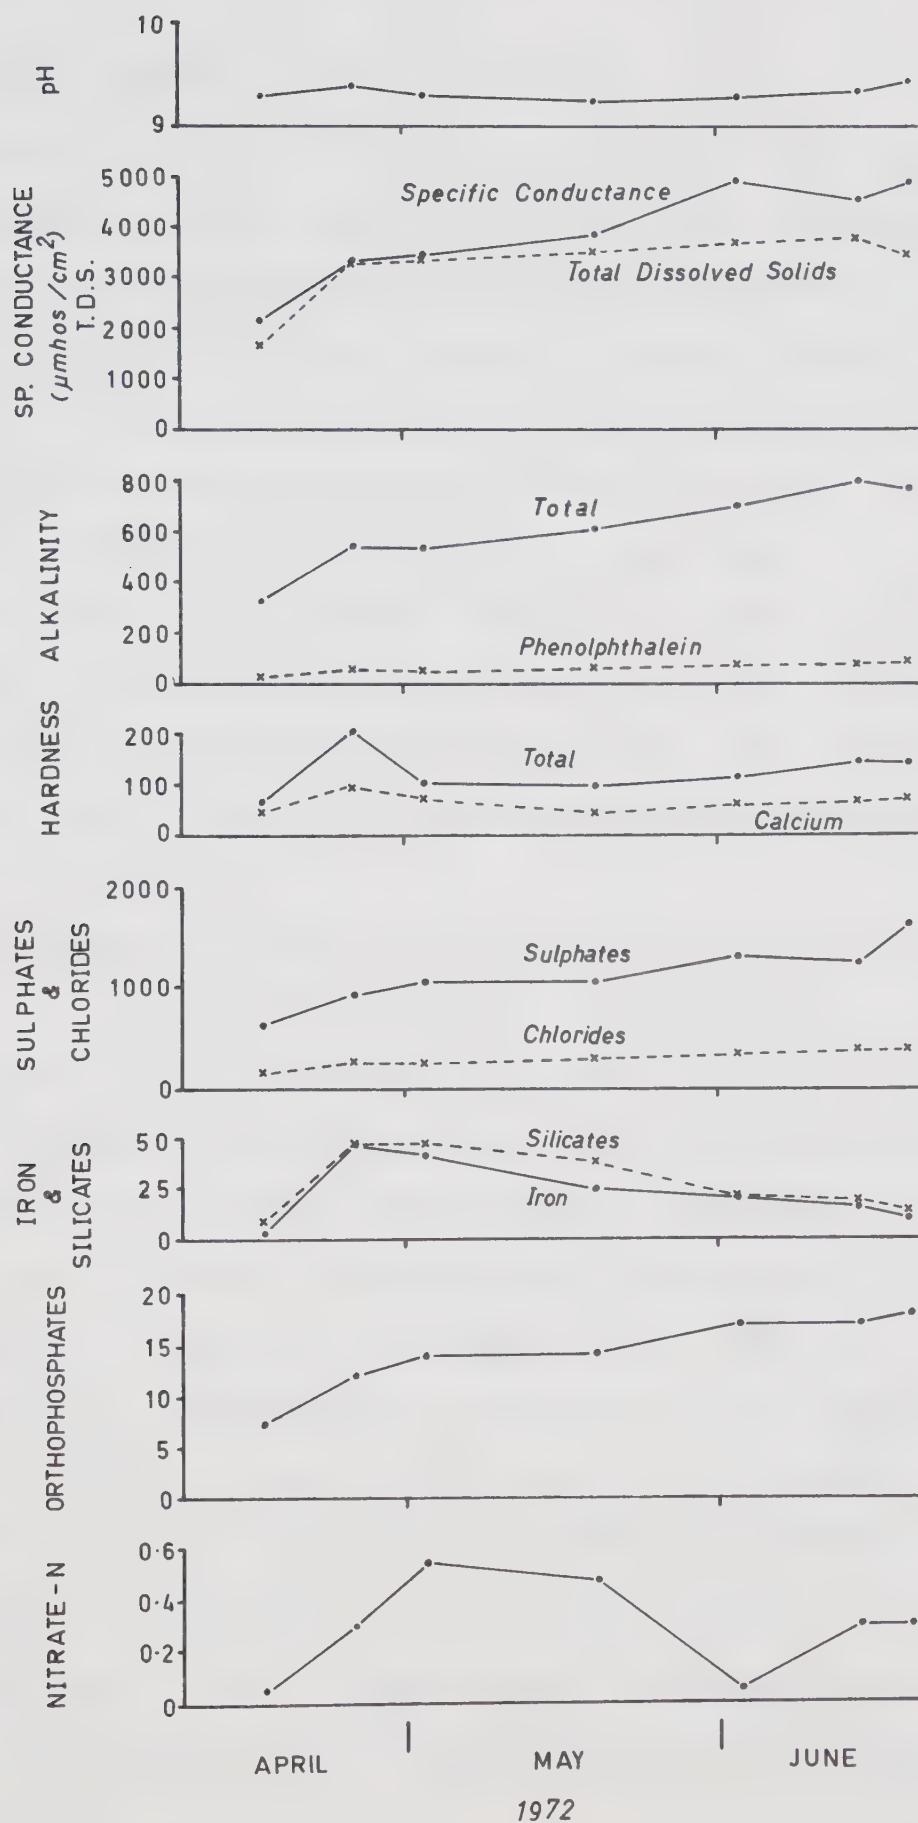 10
pH
9
5000
Specific Conductance
4000
3000
Total Dissolved Solids
2000
1000
0
SP. CONDUCTANCE
(µmhos/cm²)
T.D.S.
800
Total
600
400
200
Phenolphthalein
0
ALKALINITY
200
Total
100
Calcium
0
HARDNESS
2000
Sulphates
1000
Chlorides
0
SULPHATES
&
CHLORIDES
50
Silicates
25
Iron
0
IRON
&
SILICATES
20
15
10
5
0
ORTHOPHOSPHATES
0·6
0·4
0·2
0
NITRATE-N
APRIL MAY JUNE
1972